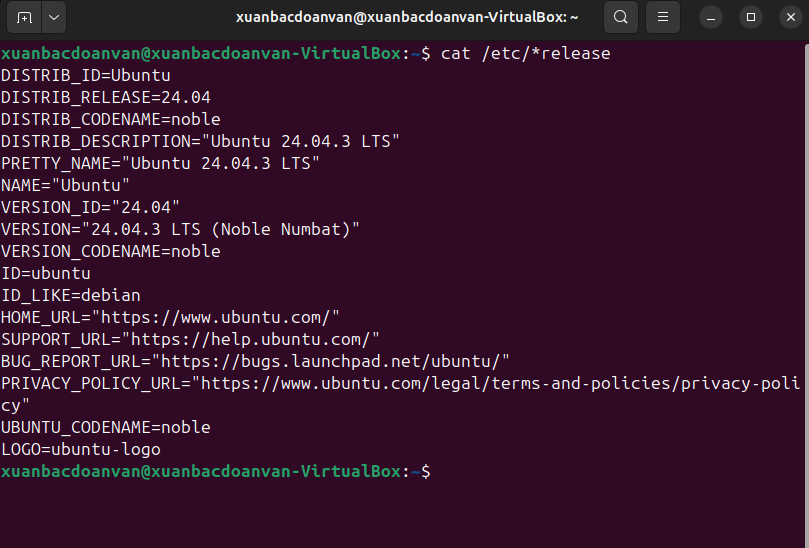 xuanbacdoanvan@xuanbacdoanvan-VirtualBox: ~
xuanbacdoanvan@xuanbacdoanvan-VirtualBox:~$ cat /etc/*release
DISTRIB_ID=Ubuntu
DISTRIB_RELEASE=24.04
DISTRIB_CODENAME=noble
DISTRIB_DESCRIPTION="Ubuntu 24.04.3 LTS"
PRETTY_NAME="Ubuntu 24.04.3 LTS"
NAME="Ubuntu"
VERSION_ID="24.04"
VERSION="24.04.3 LTS (Noble Numbat)"
VERSION_CODENAME=noble
ID=ubuntu
ID_LIKE=debian
HOME_URL="https://www.ubuntu.com/"
SUPPORT_URL="https://help.ubuntu.com/"
BUG_REPORT_URL="https://bugs.launchpad.net/ubuntu/"
PRIVACY_POLICY_URL="https://www.ubuntu.com/legal/terms-and-policies/privacy-poli
cy"
UBUNTU_CODENAME=noble
LOGO=ubuntu-logo
xuanbacdoanvan@xuanbacdoanvan-VirtualBox:~$